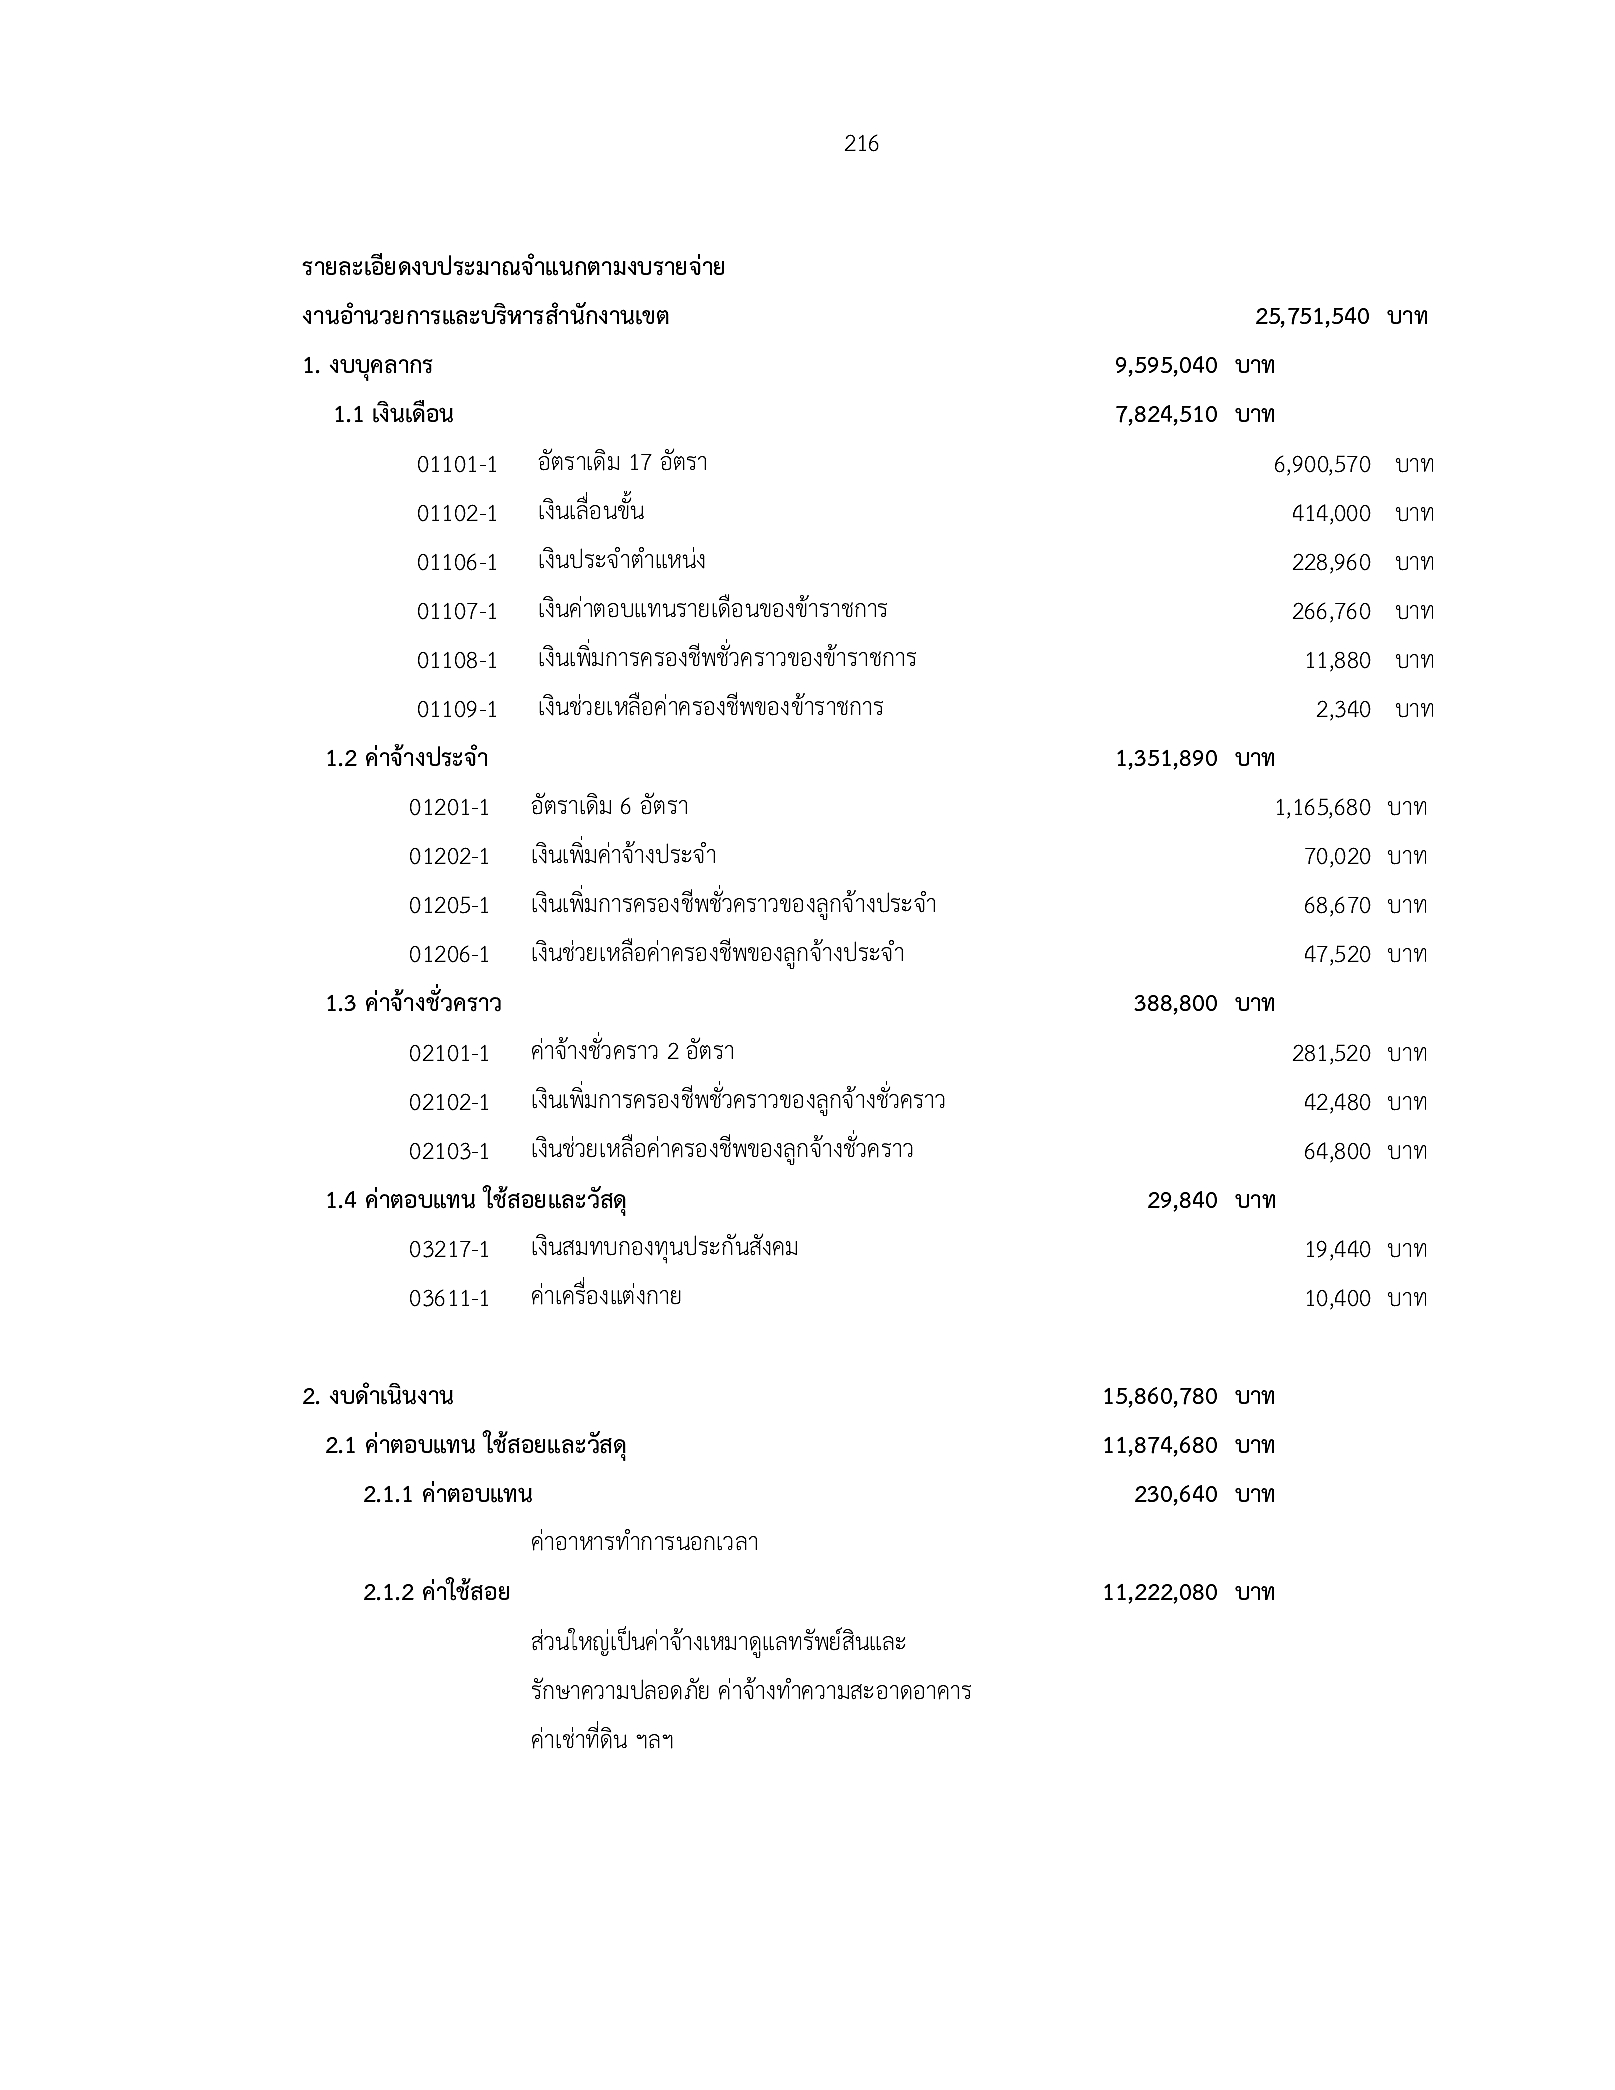 216
รายละเอียดงบประมาณจำแนกตามงบรายจ่าย
งานอำนวยการและบริหารสำนักงานเขต 25,751,540 บาท
1. งบบุคลากร 9,595,040 บาท
1.1 เงินเดือน 7,824,510 บาท
01101-1 อัตราเดิม 17 อัตรา 6,900,570 บาท
01102-1 เงินเลื่อนขั้น 414,000 บาท
01106-1 เงินประจำตำแหน่ง 228,960 บาท
01107-1 เงินค่าตอบแทนรายเดือนของข้าราชการ 266,760 บาท
01108-1 เงินเพิ่มการครองชีพชั่วคราวของข้าราชการ 11,880 บาท
01109-1 เงินช่วยเหลือค่าครองชีพของข้าราชการ 2,340 บาท
1.2 ค่าจ้างประจำ 1,351,890 บาท
01201-1 อัตราเดิม 6 อัตรา 1,165,680 บาท
01202-1 เงินเพิ่มค่าจ้างประจำ 70,020 บาท
01205-1 เงินเพิ่มการครองชีพชั่วคราวของลูกจ้างประจำ 68,670 บาท
01206-1 เงินช่วยเหลือค่าครองชีพของลูกจ้างประจำ 47,520 บาท
1.3 ค่าจ้างชั่วคราว 388,800 บาท
02101-1 ค่าจ้างชั่วคราว 2 อัตรา 281,520 บาท
02102-1 เงินเพิ่มการครองชีพชั่วคราวของลูกจ้างชั่วคราว 42,480 บาท
02103-1 เงินช่วยเหลือค่าครองชีพของลูกจ้างชั่วคราว 64,800 บาท
1.4 ค่าตอบแทน ใช้สอยและวัสดุ 29,840 บาท
03217-1 เงินสมทบกองทุนประกันสังคม 19,440 บาท
03611-1 ค่าเครื่องแต่งกาย 10,400 บาท
2. งบดำเนินงาน 15,860,780 บาท
2.1 ค่าตอบแทน ใช้สอยและวัสดุ 11,874,680 บาท
2.1.1 ค่าตอบแทน 230,640 บาท
ค่าอาหารทำการนอกเวลา
2.1.2 ค่าใช้สอย 11,222,080 บาท
ส่วนใหญ่เป็นค่าจ้างเหมาดูแลทรัพย์สินและ
รักษาความปลอดภัย ค่าจ้างทำความสะอาดอาคาร
ค่าเช่าที่ดิน ฯลฯ